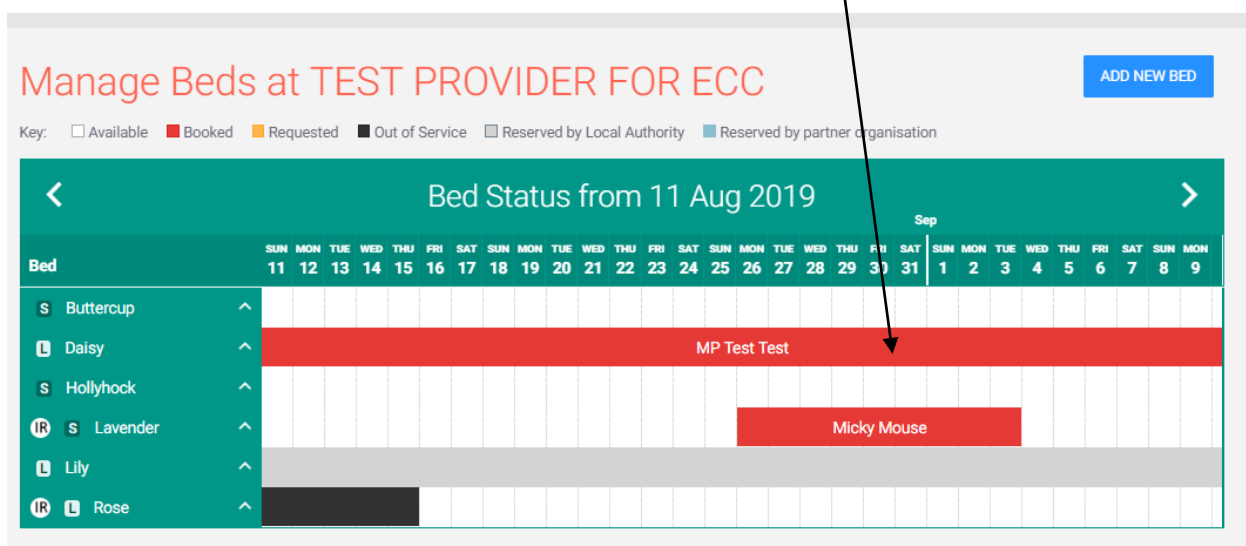 Manage Beds at TEST PROVIDER FOR ECC
ADD NEW BED
Key: Available Booked Requested Out of Service Reserved by Local Authority Reserved by partner organisation
Bed Status from 11 Aug 2019
Sep
SUN MON TUE WED THU FRI SAT SUN MON TUE WED THU FRI SAT SUN MON TUE WED THU FRI SAT SUN MON TUE WED THU FRI SAT SUN MON
Bed 11 12 13 14 15 16 17 18 19 20 21 22 23 24 25 26 27 28 29 30 31 1 2 3 4 5 6 7 8 9
S Buttercup
L Daisy MP Test Test
S Hollyhock
IR S Lavender Micky Mouse
L Lily
IR L Rose